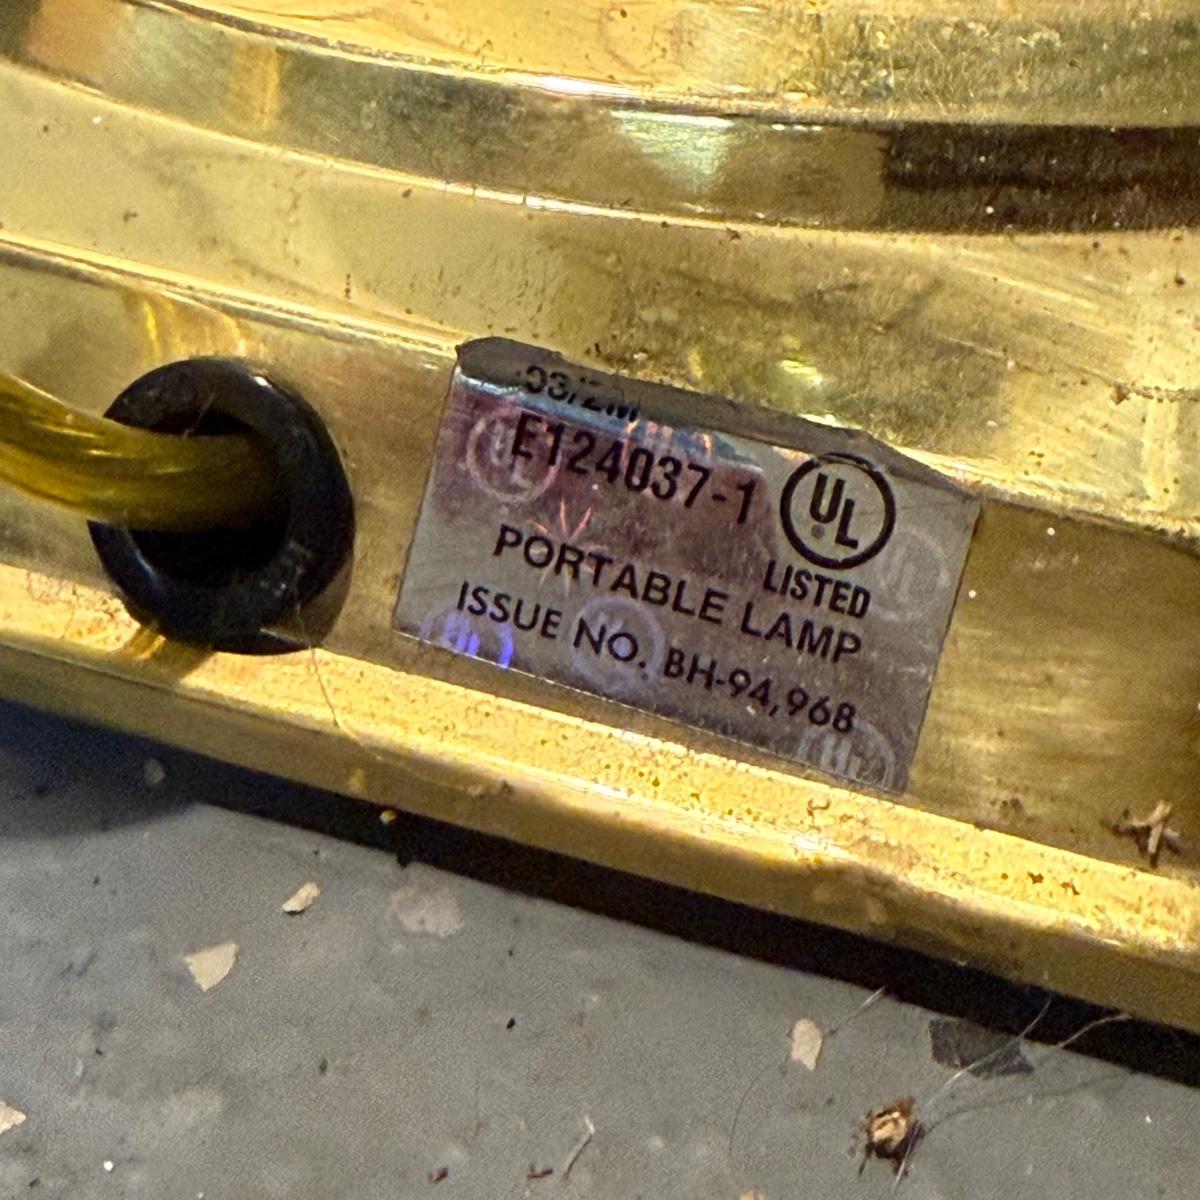 E124037-1
UL
LISTED
PORTABLE LAMP
ISSUE NO. BH-94,968